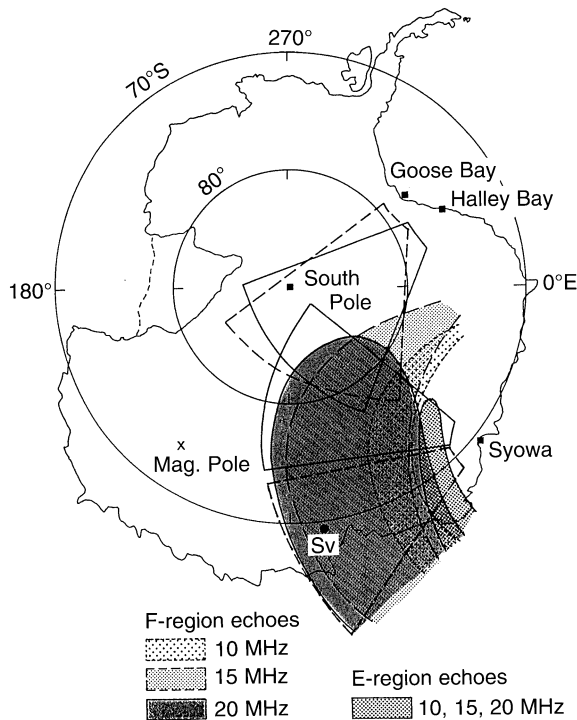 270°
70°S
Goose Bay
80°
Halley Bay
South
Pole
180°
0°E
x
Mag. Pole
Syowa
Sv
F-region echoes
10 MHz
15 MHz
E-region echoes
20 MHz
10, 15, 20 MHz